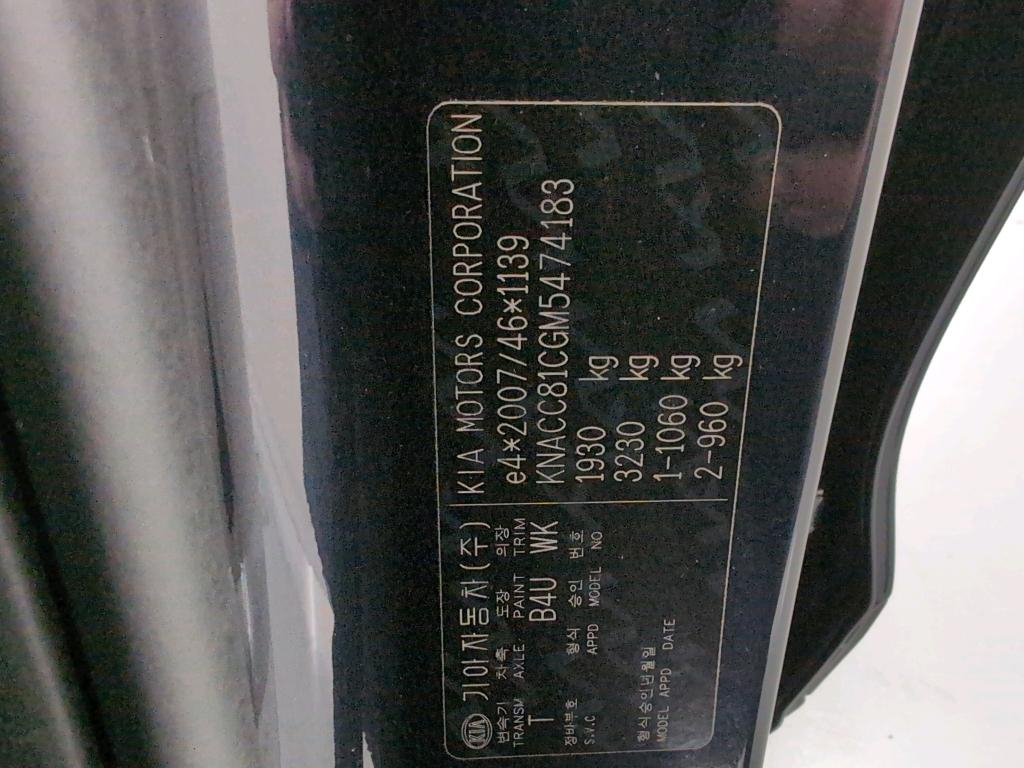 KIA 기아자동차(주) KIA MOTORS CORPORATION
변속기 차축 도장 의장 e4*2007/46*1139
TRANSM AXLE PAINT TRIM
T B4U WK KNACC81CGM5474183
정비부호 형식 승인 번호 1930 kg
S.V.C APPD MODEL NO
3230 kg
형식승인년월일 1-1060 kg
MODEL APPD DATE
2-960 kg